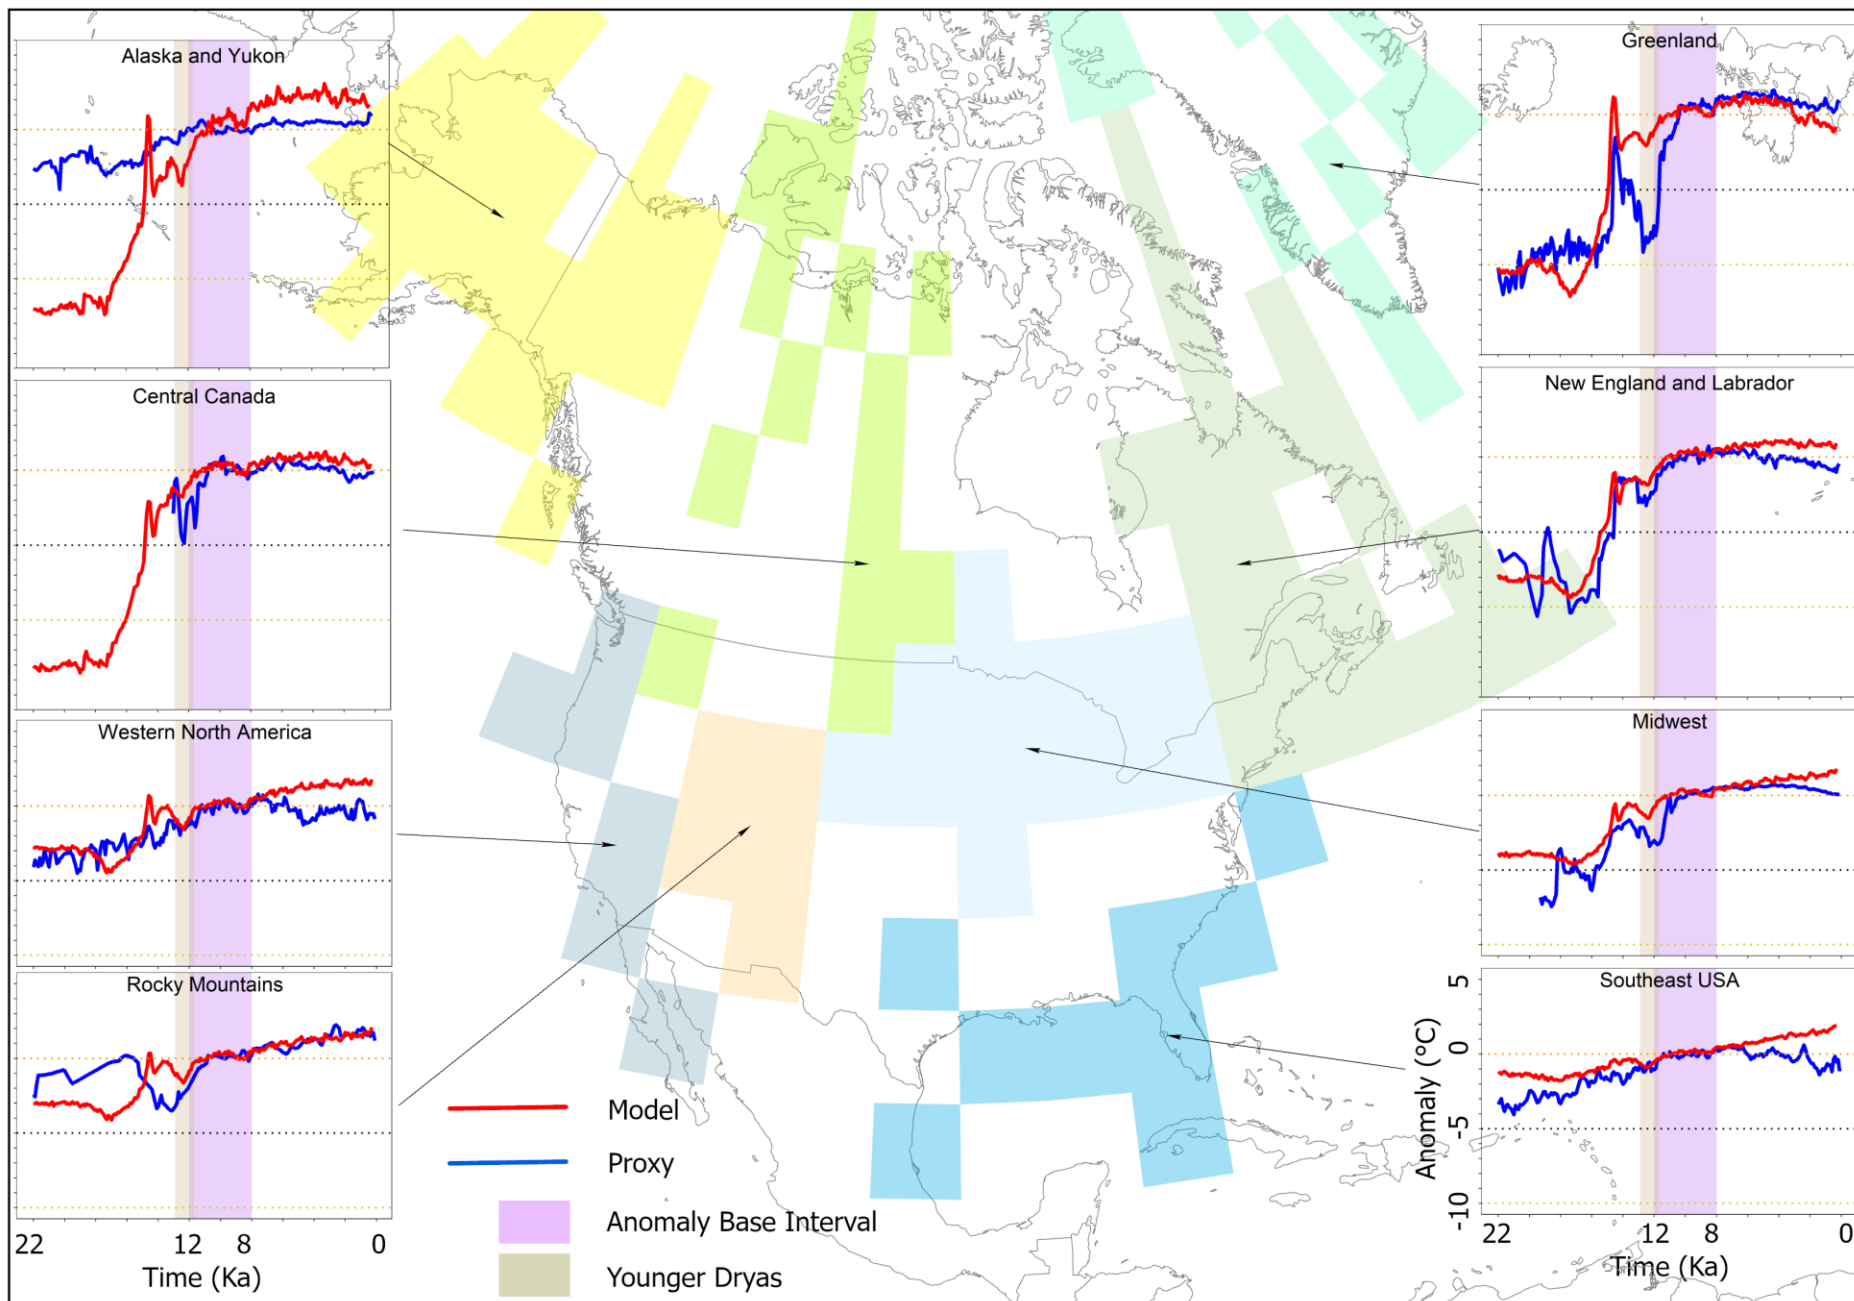 Alaska and Yukon
Greenland
Central Canada
New England and Labrador
Western North America
Midwest
Rocky Mountains
Southeast USA
5
0
-5
-10
Anomaly (°C)
Model
Proxy
Anomaly Base Interval
Younger Dryas
22 12 8 0
Time (Ka)
22 12 8 0
Time (Ka)